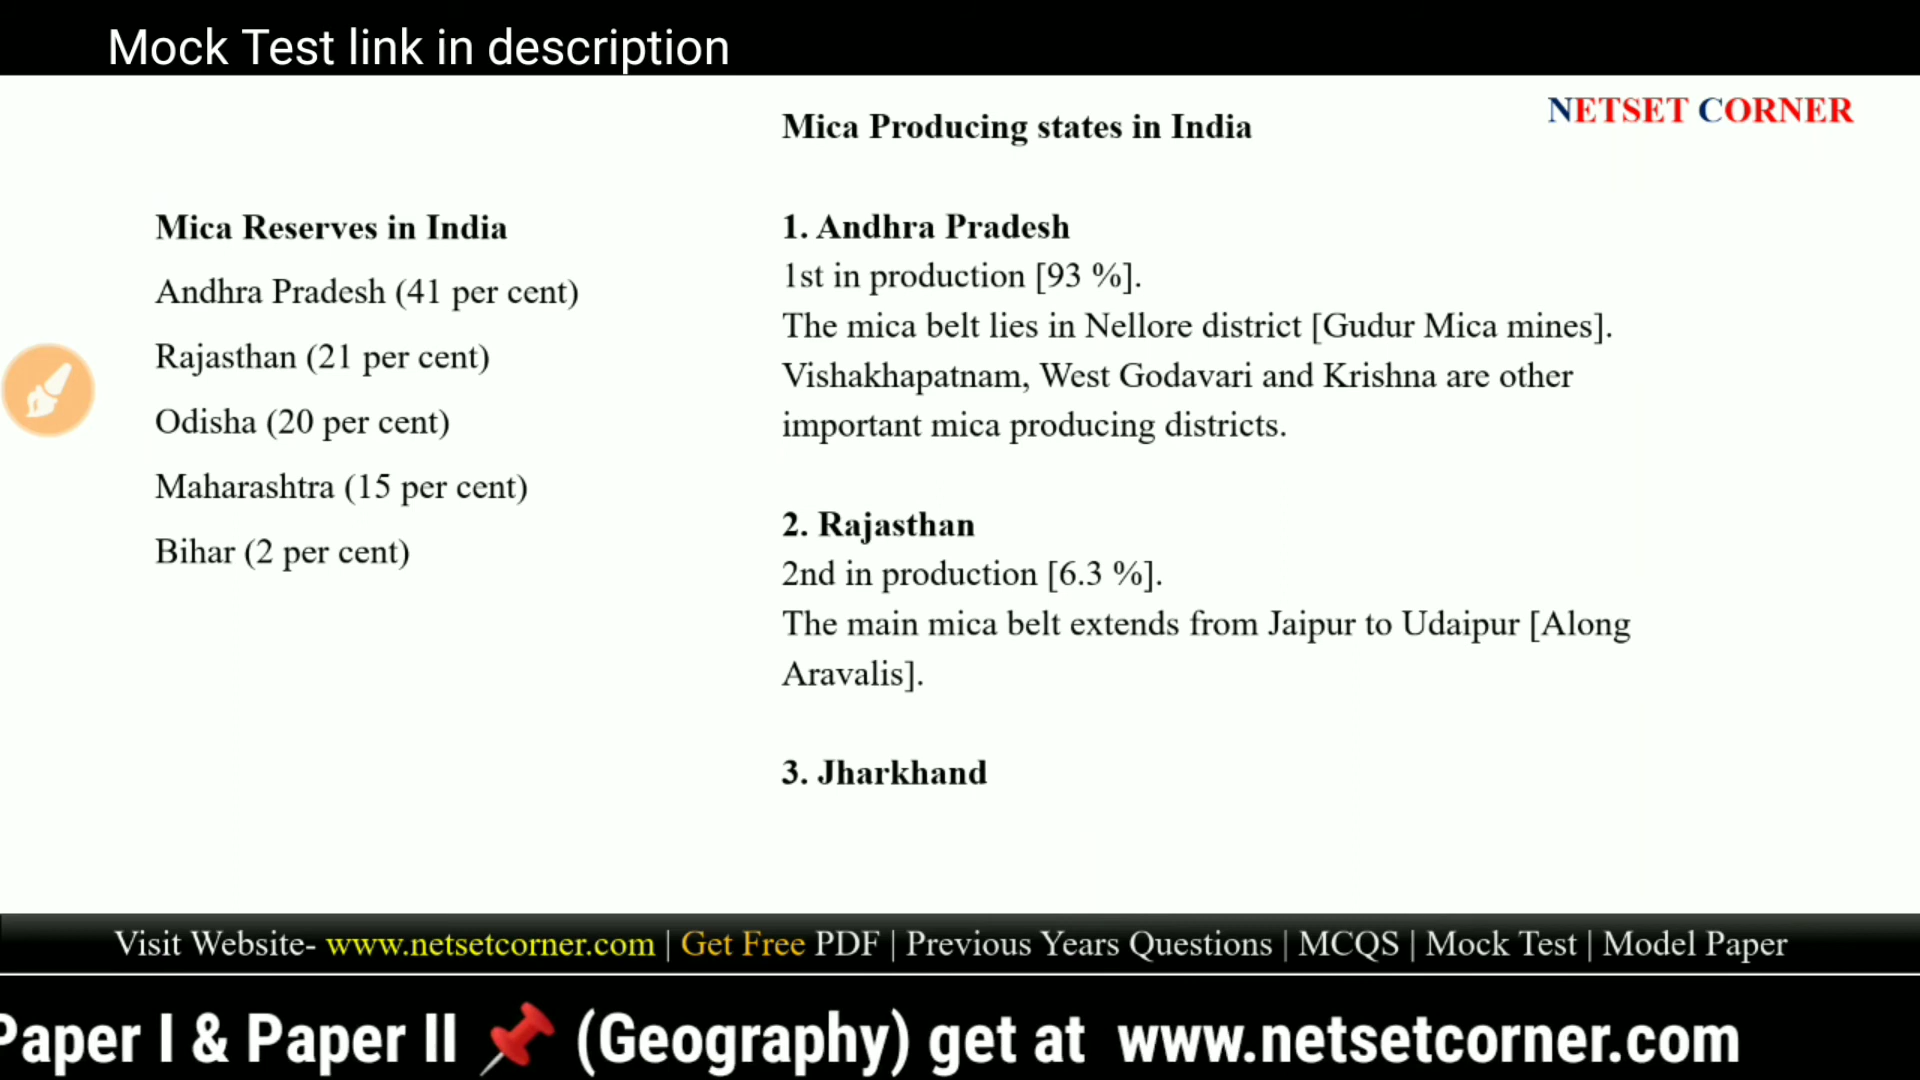 Mock Test link in description
NETSET CORNER
Mica Producing states in India
Mica Reserves in India
Andhra Pradesh (41 per cent)
Rajasthan (21 per cent)
Odisha (20 per cent)
Maharashtra (15 per cent)
Bihar (2 per cent)
1. Andhra Pradesh
1st in production [93 %].
The mica belt lies in Nellore district [Gudur Mica mines].
Vishakhapatnam, West Godavari and Krishna are other
important mica producing districts.
2. Rajasthan
2nd in production [6.3 %].
The main mica belt extends from Jaipur to Udaipur [Along
Aravalis].
3. Jharkhand
Visit Website- www.netsetcorner.com | Get Free PDF | Previous Years Questions | MCQS | Mock Test | Model Paper
Paper I & Paper II 📌 (Geography) get at www.netsetcorner.com